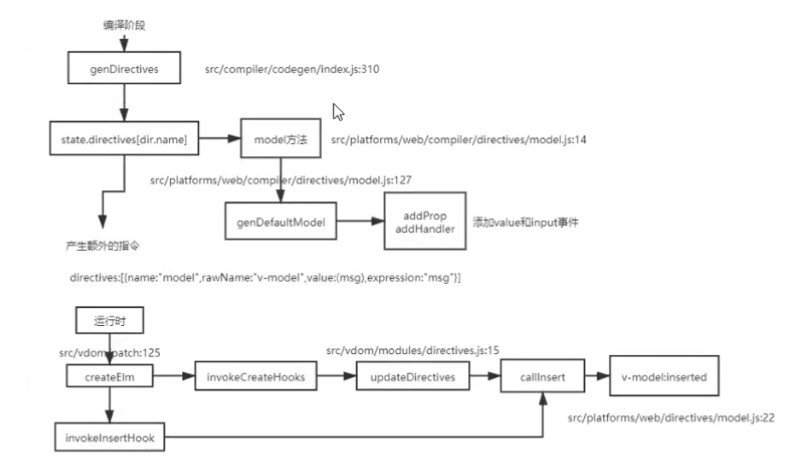 编译阶段
genDirectives
src/compiler/codegen/index.js:310
state.directives[dir.name]
model方法
src/platforms/web/compiler/directives/model.js:14
src/platforms/web/compiler/directives/model.js:127
genDefaultModel
addProp
addHandler
添加value和input事件
产生额外的指令
directives:[{name:"model",rawName:"v-model",value:(msg),expression:"msg"}]
运行时
src/vdom/patch:125
src/vdom/modules/directives.js:15
createElm
invokeCreateHooks
updateDirectives
callInsert
v-model:inserted
src/platforms/web/directives/model.js:22
invokeInsertHook